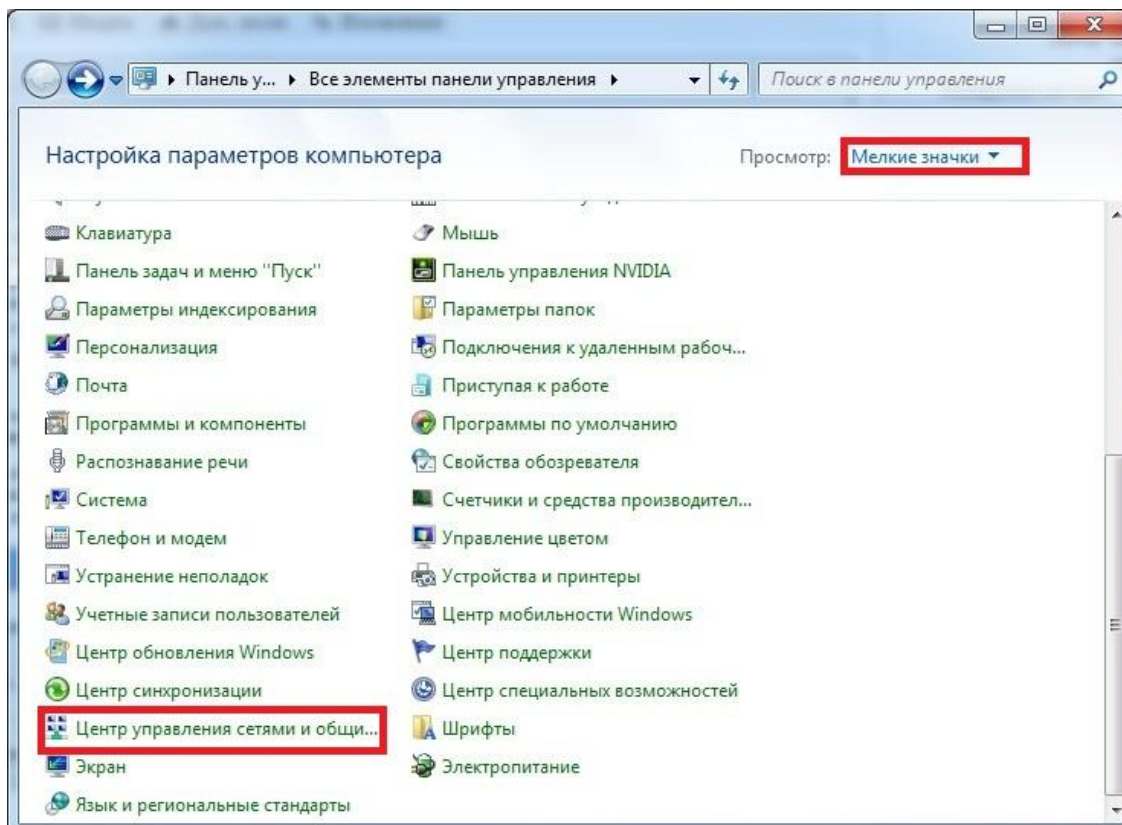 Панель у... Все элементы панели управления
Поиск в панели управления
Настройка параметров компьютера
Просмотр: Мелкие значки
Клавиатура
Мышь
Панель задач и меню "Пуск"
Панель управления NVIDIA
Параметры индексирования
Параметры папок
Персонализация
Подключения к удаленным рабоч...
Почта
Приступая к работе
Программы и компоненты
Программы по умолчанию
Распознавание речи
Свойства обозревателя
Система
Счетчики и средства производител...
Телефон и модем
Управление цветом
Устранение неполадок
Устройства и принтеры
Учетные записи пользователей
Центр мобильности Windows
Центр обновления Windows
Центр поддержки
Центр синхронизации
Центр специальных возможностей
Центр управления сетями и общи...
Шрифты
Экран
Электропитание
Язык и региональные стандарты